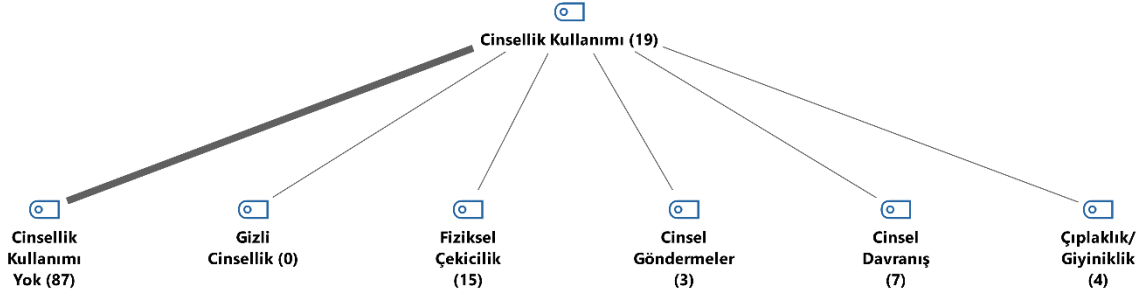 Cinsellik Kullanımı (19)
Cinsellik
Kullanımı
Yok (87)
Gizli
Cinsellik (0)
Fiziksel
Çekicilik
(15)
Cinsel
Göndermeler
(3)
Cinsel
Davranış
(7)
Çıplaklık/
Giyiniklik
(4)